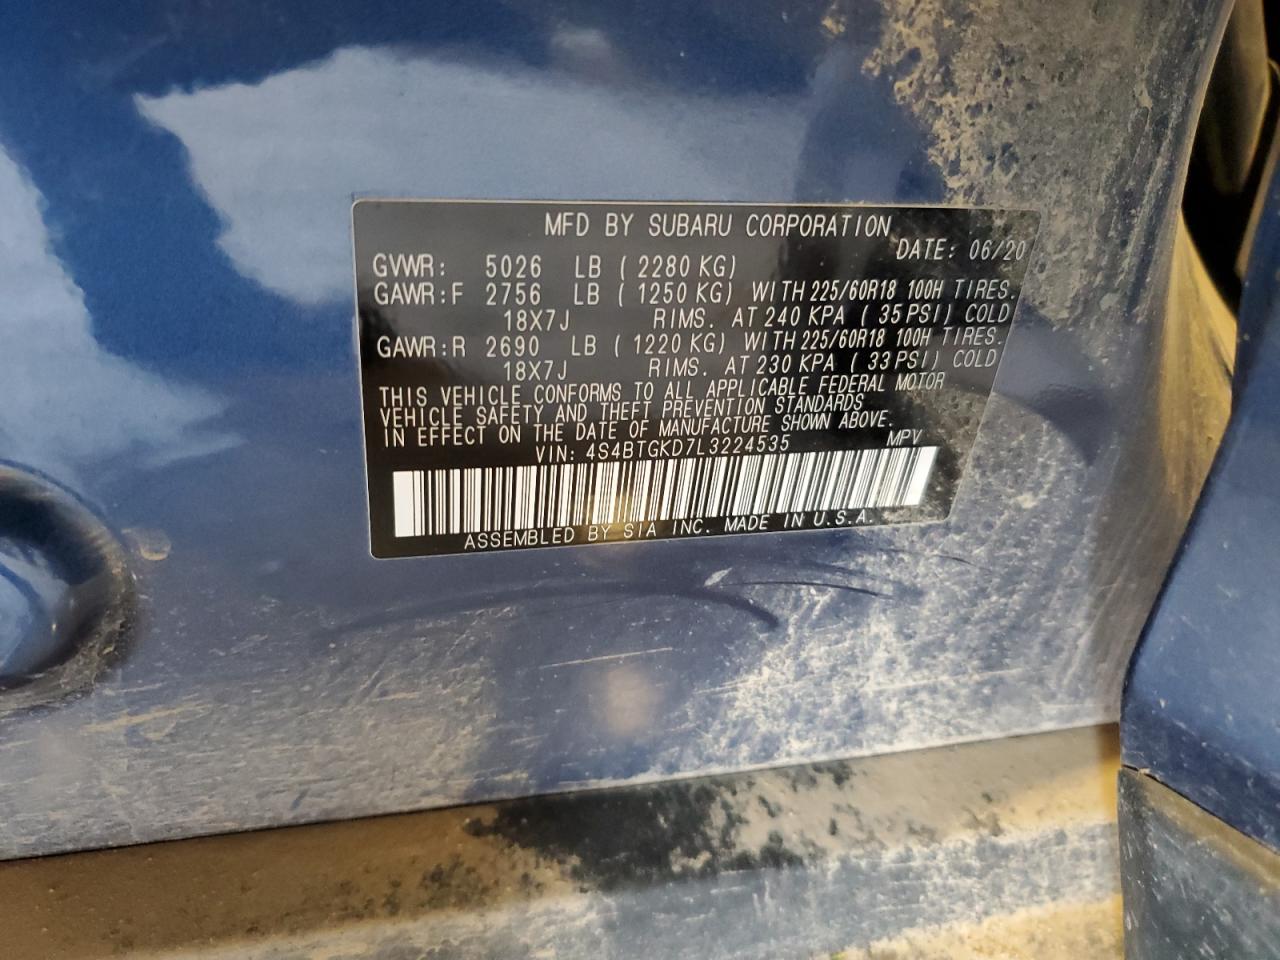 MFD BY SUBARU CORPORATION
DATE: 06/20
GVWR: 5026 LB ( 2280 KG)
GAWR:F 2756 LB ( 1250 KG) WITH 225/60R18 100H TIRES.
18X7J RIMS. AT 240 KPA ( 35 PSI) COLD
GAWR:R 2690 LB ( 1220 KG) WITH 225/60R18 100H TIRES.
18X7J RIMS. AT 230 KPA ( 33 PSI) COLD
THIS VEHICLE CONFORMS TO ALL APPLICABLE FEDERAL MOTOR
VEHICLE SAFETY AND THEFT PREVENTION STANDARDS
IN EFFECT ON THE DATE OF MANUFACTURE SHOWN ABOVE.
VIN: 4S4BTGKD7L3224535 MPV
ASSEMBLED BY SIA INC. MADE IN U.S.A.